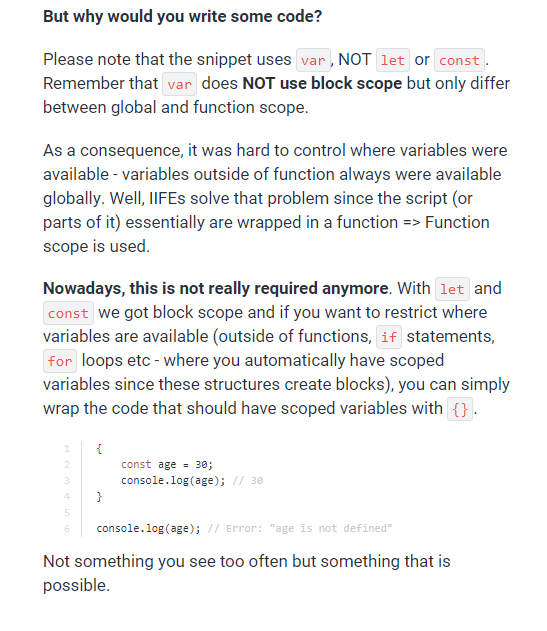 But why would you write some code?
Please note that the snippet uses var , NOT let or const .
Remember that var does NOT use block scope but only differ
between global and function scope.
As a consequence, it was hard to control where variables were
available - variables outside of function always were available
globally. Well, IIFEs solve that problem since the script (or
parts of it) essentially are wrapped in a function => Function
scope is used.
Nowadays, this is not really required anymore. With let and
const we got block scope and if you want to restrict where
variables are available (outside of functions, if statements,
for loops etc - where you automatically have scoped
variables since these structures create blocks), you can simply
wrap the code that should have scoped variables with {} .
1 {
2 const age = 30;
3 console.log(age); // 30
4 }
5
6 console.log(age); // Error: "age is not defined"
Not something you see too often but something that is
possible.